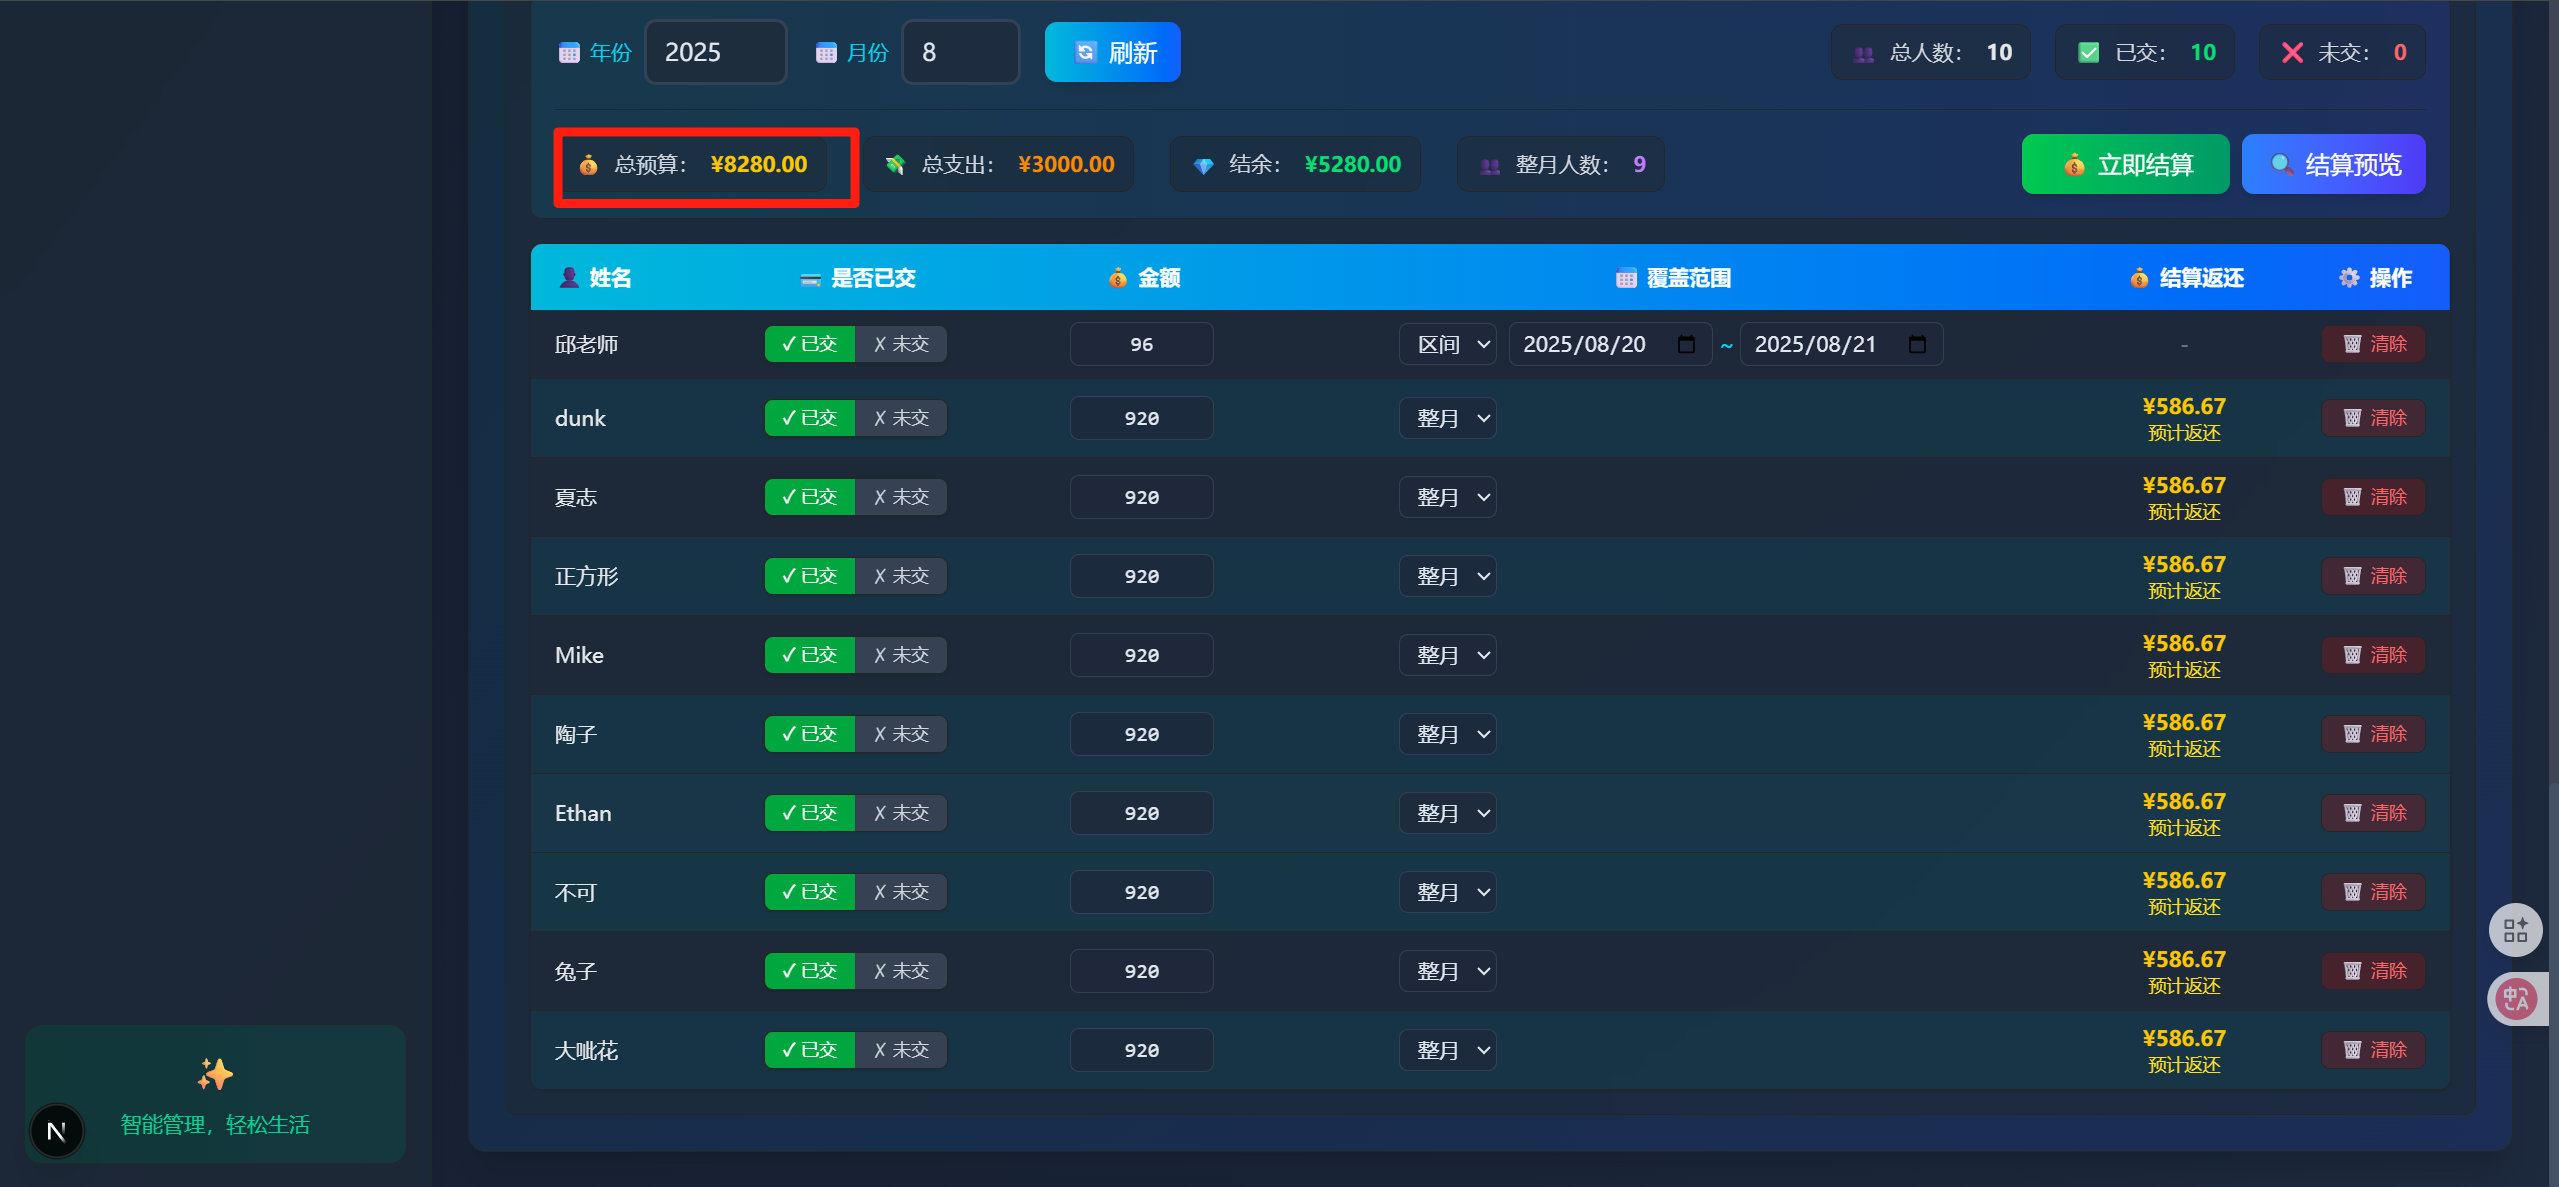 年份 2025 月份 8 刷新 总人数: 10 已交: 10 未交: 0
总预算: ¥8280.00 总支出: ¥3000.00 结余: ¥5280.00 整月人数: 9 立即结算 结算预览
姓名 是否已交 金额 覆盖范围 结算返还 操作
邱老师 ✓已交 ✗ 未交 96 区间 2025/08/20 ~ 2025/08/21 - 清除
dunk ✓已交 ✗ 未交 920 整月 ¥586.67 预计返还 清除
夏志 ✓已交 ✗ 未交 920 整月 ¥586.67 预计返还 清除
正方形 ✓已交 ✗ 未交 920 整月 ¥586.67 预计返还 清除
Mike ✓已交 ✗ 未交 920 整月 ¥586.67 预计返还 清除
陶子 ✓已交 ✗ 未交 920 整月 ¥586.67 预计返还 清除
Ethan ✓已交 ✗ 未交 920 整月 ¥586.67 预计返还 清除
不可 ✓已交 ✗ 未交 920 整月 ¥586.67 预计返还 清除
兔子 ✓已交 ✗ 未交 920 整月 ¥586.67 预计返还 清除
大呲花 ✓已交 ✗ 未交 920 整月 ¥586.67 预计返还 清除
智能管理，轻松生活
N
中A